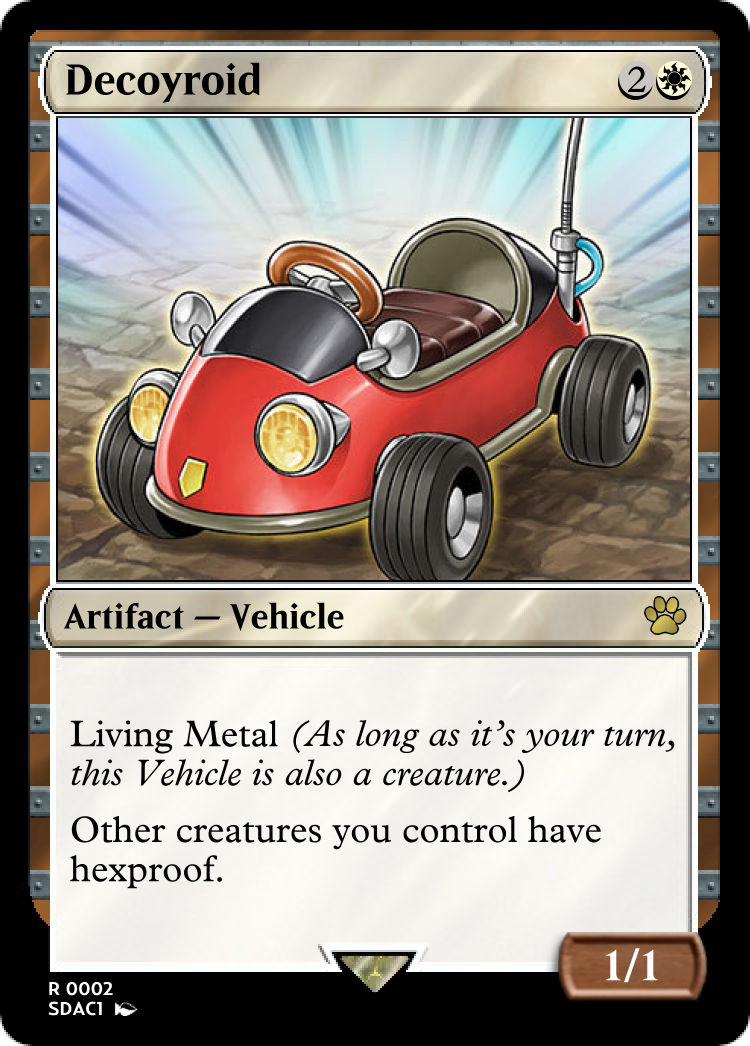 Decoyroid 2
Artifact — Vehicle
Living Metal (As long as it's your turn,
this Vehicle is also a creature.)
Other creatures you control have
hexproof.
1/1
R 0002
SDAC1